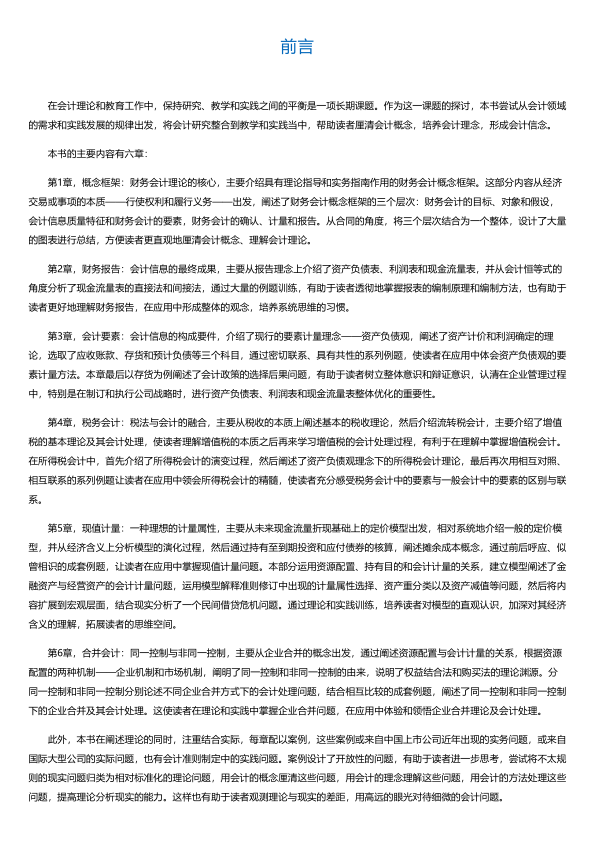 前言
在会计理论和教育工作中，保持研究、教学和实践之间的平衡是一项长期课题。作为这一课题的探讨，本书尝试从会计领域
的需求和实践发展的规律出发，将会计研究整合到教学和实践当中，帮助读者厘清会计概念，培养会计理念，形成会计信念。
本书的主要内容有六章：
第1章，概念框架：财务会计理论的核心，主要介绍具有理论指导和实务指南作用的财务会计概念框架。这部分内容从经济
交易或事项的本质——行使权利和履行义务——出发，阐述了财务会计概念框架的三个层次：财务会计的目标、对象和假设，
会计信息质量特征和财务会计的要素，财务会计的确认、计量和报告。从合同的角度，将三个层次结合为一个整体，设计了大量
的图表进行总结，方便读者更直观地厘清会计概念、理解会计理论。
第2章，财务报告：会计信息的最终成果，主要从报告理念上介绍了资产负债表、利润表和现金流量表，并从会计恒等式的
角度分析了现金流量表的直接法和间接法，通过大量的例题训练，有助于读者透彻地掌握报表的编制原理和编制方法，也有助于
读者更好地理解财务报告，在应用中形成整体的观念，培养系统思维的习惯。
第3章，会计要素：会计信息的构成要件，介绍了现行的要素计量理念——资产负债观，阐述了资产计价和利润确定的理
论，选取了应收账款、存货和预计负债等三个科目，通过密切联系、具有共性的系列例题，使读者在应用中体会资产负债观的要
素计量方法。本章最后以存货为例阐述了会计政策的选择后果问题，有助于读者树立整体意识和辩证意识，认清在企业管理过程
中，特别是在制订和执行公司战略时，进行资产负债表、利润表和现金流量表整体优化的重要性。
第4章，税务会计：税法与会计的融合，主要从税收的本质上阐述基本的税收理论，然后介绍流转税会计，主要介绍了增值
税的基本理论及其会计处理，使读者理解增值税的本质之后再来学习增值税的会计处理过程，有利于在理解中掌握增值税会计。
在所得税会计中，首先介绍了所得税会计的演变过程，然后阐述了资产负债观理念下的所得税会计理论，最后再次用相互对照、
相互联系的系列例题让读者在应用中领会所得税会计的精髓，使读者充分感受税务会计中的要素与一般会计中的要素的区别与联
系。
第5章，现值计量：一种理想的计量属性，主要从未来现金流量折现基础上的定价模型出发，相对系统地介绍一般的定价模
型，并从经济含义上分析模型的演化过程，然后通过持有至到期投资和应付债券的核算，阐述摊余成本概念，通过前后呼应、似
曾相识的成套例题，让读者在应用中掌握现值计量问题。本部分运用资源配置、持有目的和会计计量的关系，建立模型阐述了金
融资产与经营资产的会计计量问题，运用模型解释准则修订中出现的计量属性选择、资产重分类以及资产减值等问题，然后将内
容扩展到宏观层面，结合现实分析了一个民间借贷危机问题。通过理论和实践训练，培养读者对模型的直观认识，加深对其经济
含义的理解，拓展读者的思维空间。
第6章，合并会计：同一控制与非同一控制，主要从企业合并的概念出发，通过阐述资源配置与会计计量的关系，根据资源
配置的两种机制——企业机制和市场机制，阐明了同一控制和非同一控制的由来，说明了权益结合法和购买法的理论渊源。分
同一控制和非同一控制分别论述不同企业合并方式下的会计处理问题，结合相互比较的成套例题，阐述了同一控制和非同一控制
下的企业合并及其会计处理。这使读者在理论和实践中掌握企业合并问题，在应用中体验和领悟企业合并理论及会计处理。
此外，本书在阐述理论的同时，注重结合实际，每章配以案例，这些案例或来自中国上市公司近年出现的实务问题，或来自
国际大型公司的实际问题，也有会计准则制定中的实践问题。案例设计了开放性的问题，有助于读者进一步思考，尝试将不太规
则的现实问题归类为相对标准化的理论问题，用会计的概念厘清这些问题，用会计的理念理解这些问题，用会计的方法处理这些
问题，提高理论分析现实的能力。这样也有助于读者观测理论与现实的差距，用高远的眼光对待细微的会计问题。